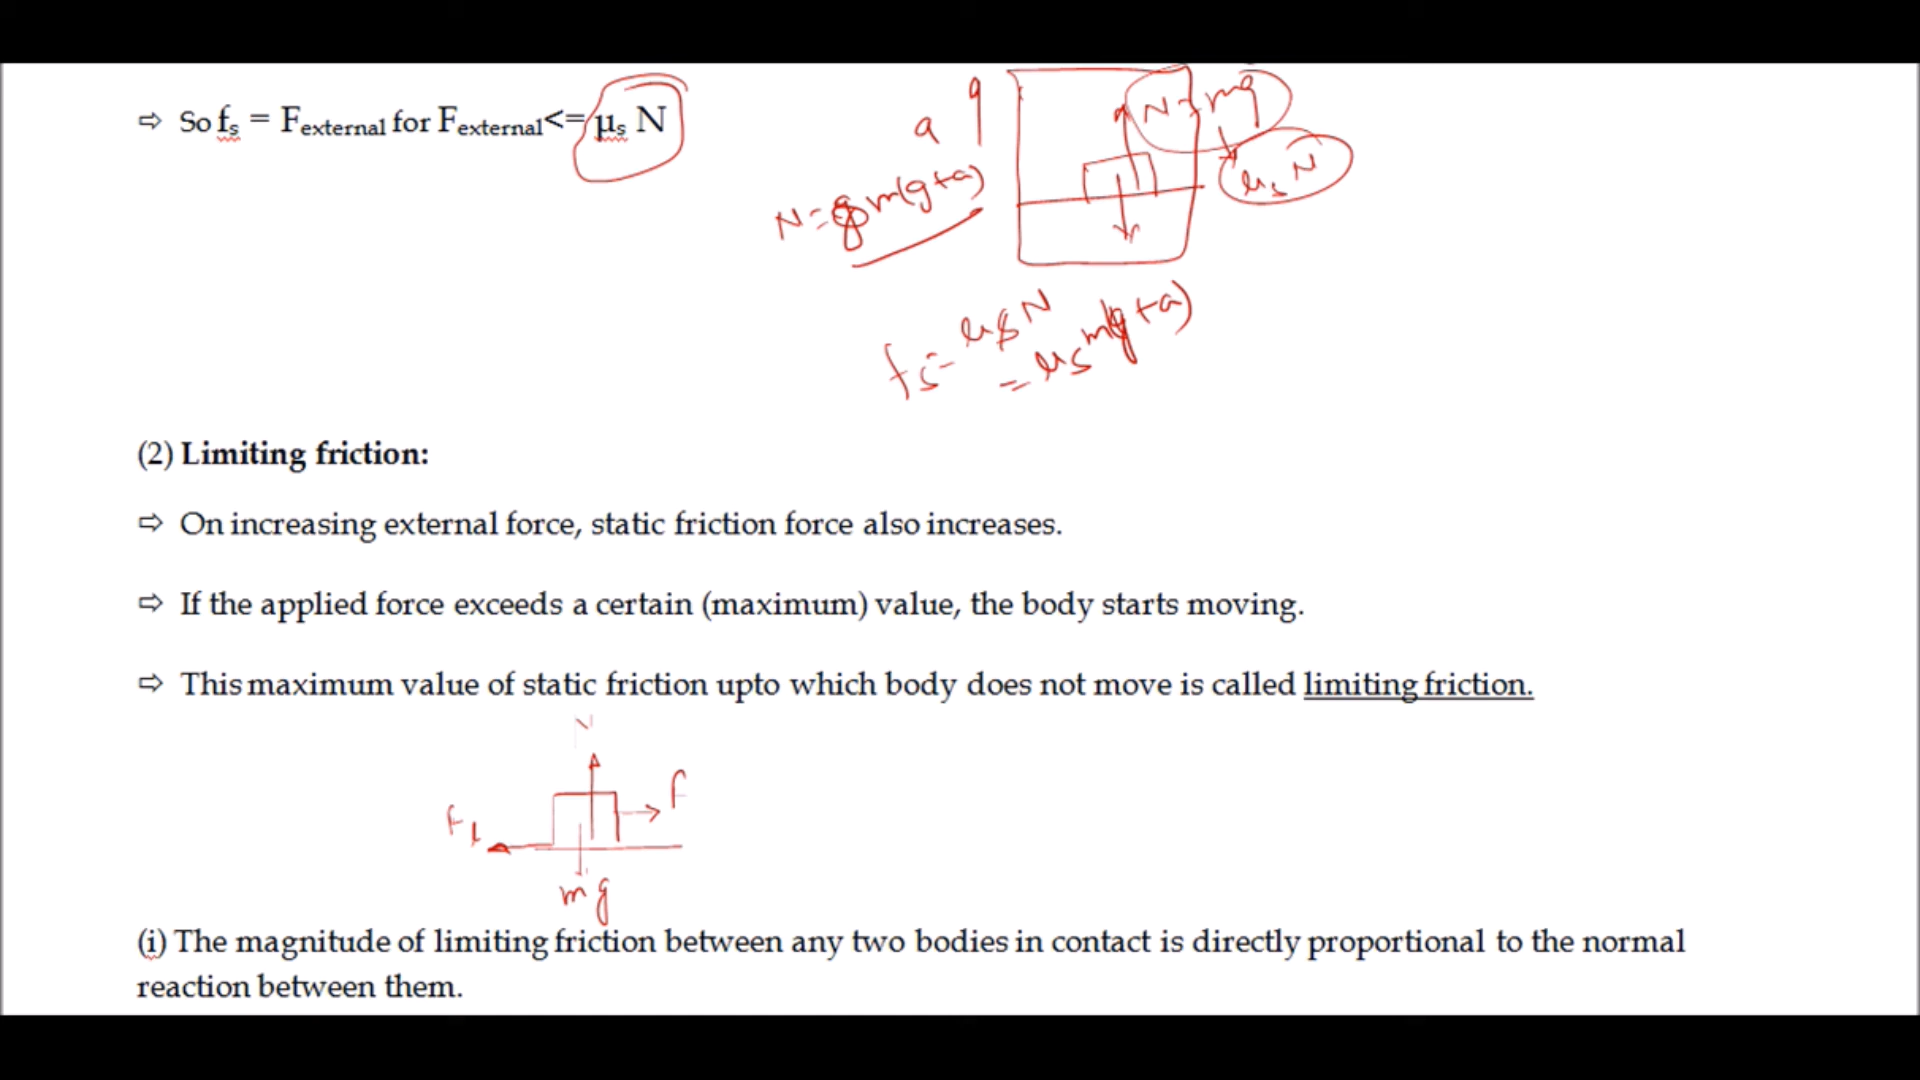 ⇨ So fs = Fexternal for Fexternal<= μs N
a
N = mg
μs N
N = m(g+a)
fs = μs N
= μs m(g+a)
(2) Limiting friction:
⇨ On increasing external force, static friction force also increases.
⇨ If the applied force exceeds a certain (maximum) value, the body starts moving.
⇨ This maximum value of static friction upto which body does not move is called limiting friction.
F
mg
(i) The magnitude of limiting friction between any two bodies in contact is directly proportional to the normal
reaction between them.